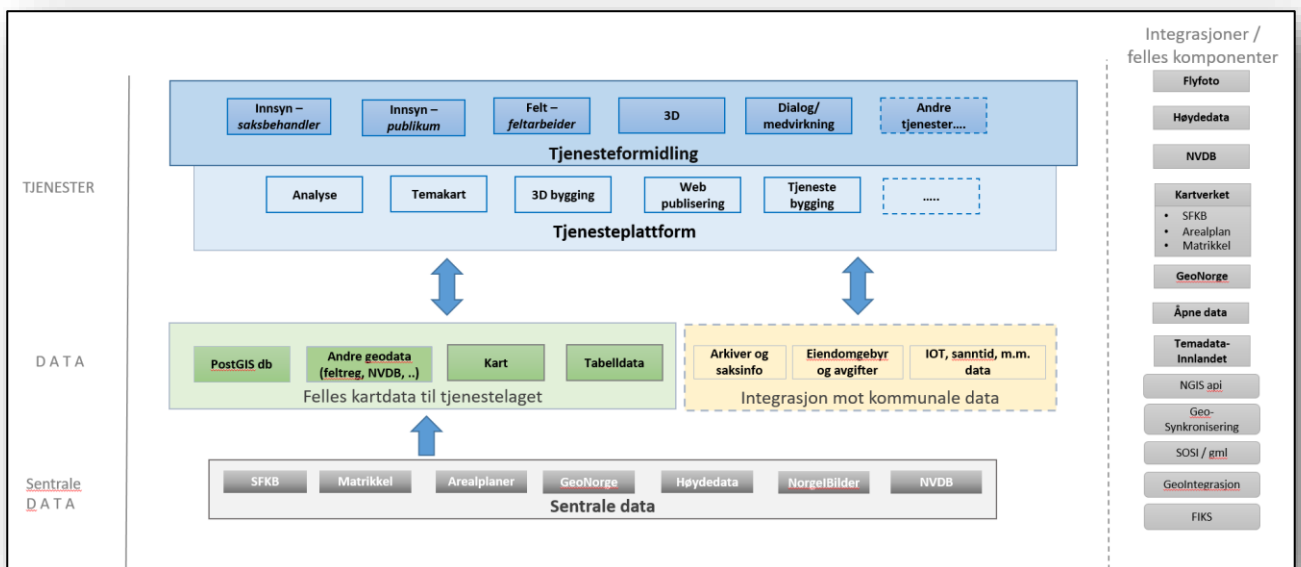 Integrasjoner /
felles komponenter
TJENESTER
Innsyn –
saksbehandler
Innsyn –
publikum
Felt –
feltarbeider
3D
Dialog/
medvirkning
Andre
tjenester….
Tjenesteformidling
Analyse
Temakart
3D bygging
Web
publisering
Tjeneste
bygging
…..
Tjenesteplattform
DATA
PostGIS db
Andre geodata
(feltreg, NVDB, ..)
Kart
Tabelldata
Felles kartdata til tjenestelaget
Arkiver og
saksinfo
Eiendomgebyr
og avgifter
IOT, sanntid, m.m.
data
Integrasjon mot kommunale data
Sentrale
DATA
SFKB
Matrikkel
Arealplaner
GeoNorge
Høydedata
NorgeIBilder
NVDB
Sentrale data
Flyfoto
Høydedata
NVDB
Kartverket
• SFKB
• Arealplan
• Matrikkel
GeoNorge
Åpne data
Temadata-
Innlandet
NGIS api
Geo-
Synkronisering
SOSI / gml
GeoIntegrasjon
FIKS